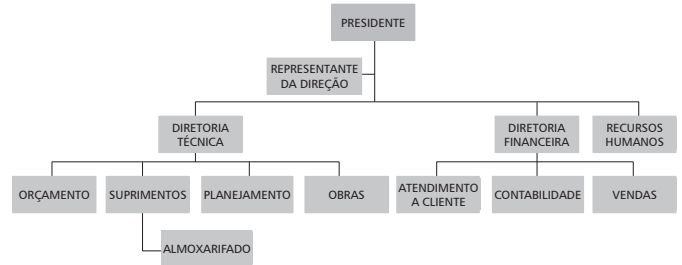 PRESIDENTE
REPRESENTANTE
DA DIREÇÃO
DIRETORIA
TÉCNICA
DIRETORIA
FINANCEIRA
RECURSOS
HUMANOS
ORÇAMENTO
SUPRIMENTOS
PLANEJAMENTO
OBRAS
ATENDIMENTO
A CLIENTE
CONTABILIDADE
VENDAS
ALMOXARIFADO